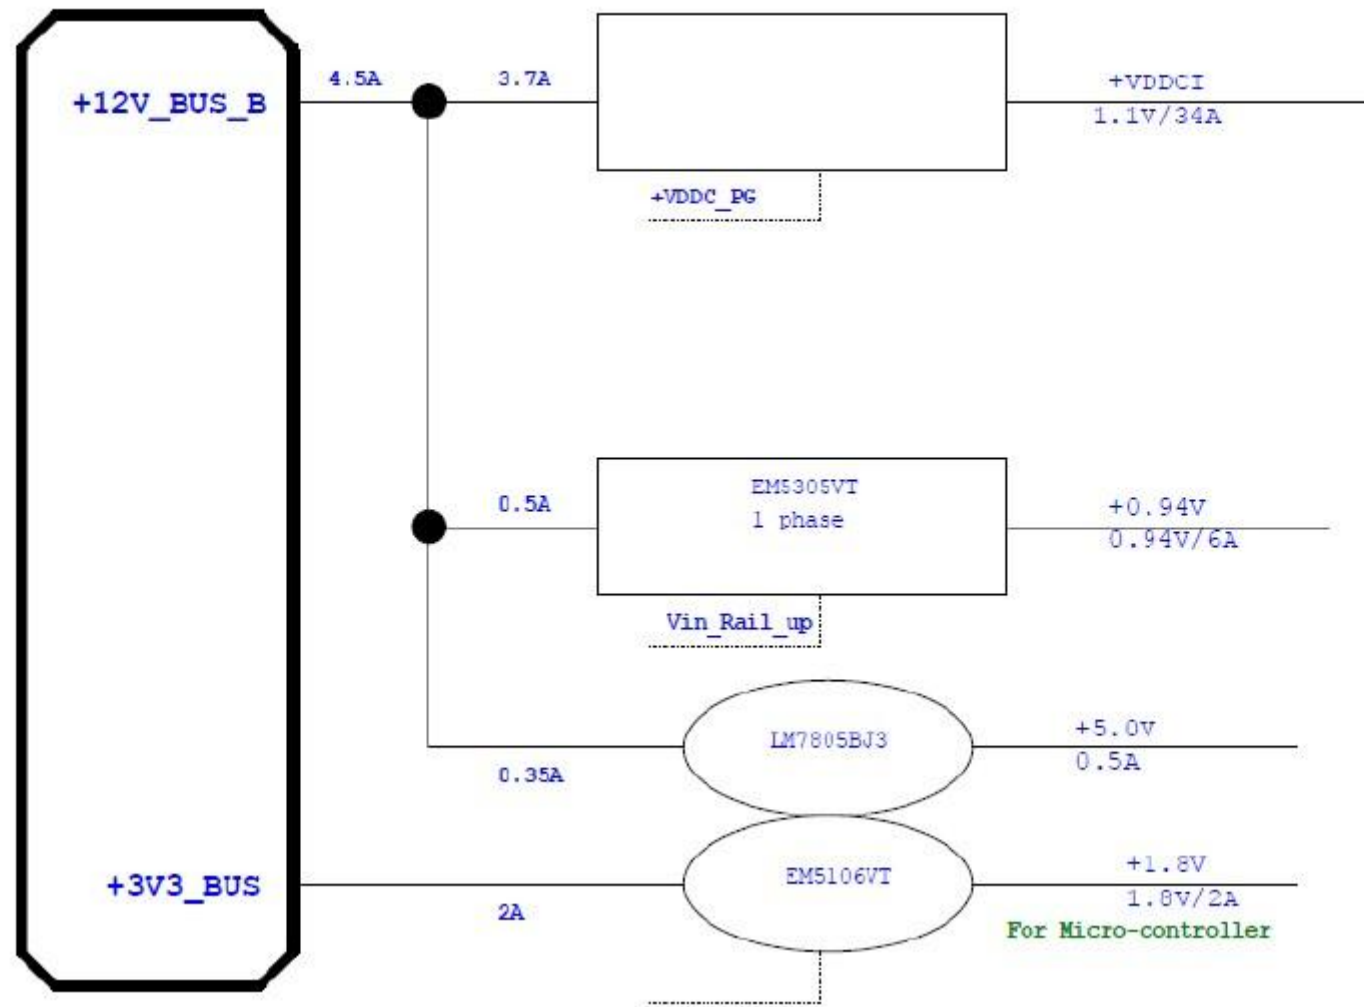 4.5A
3.7A
+12V_BUS_B
+VDDCI
1.1V/34A
+VDDC_PG
EM5305VT
1 phase
0.5A
+0.94V
0.94V/6A
Vin_Rail_up
LM7805BJ3
+5.0V
0.5A
0.35A
+3V3_BUS
EM5106VT
+1.8V
1.8V/2A
2A
For Micro-controller